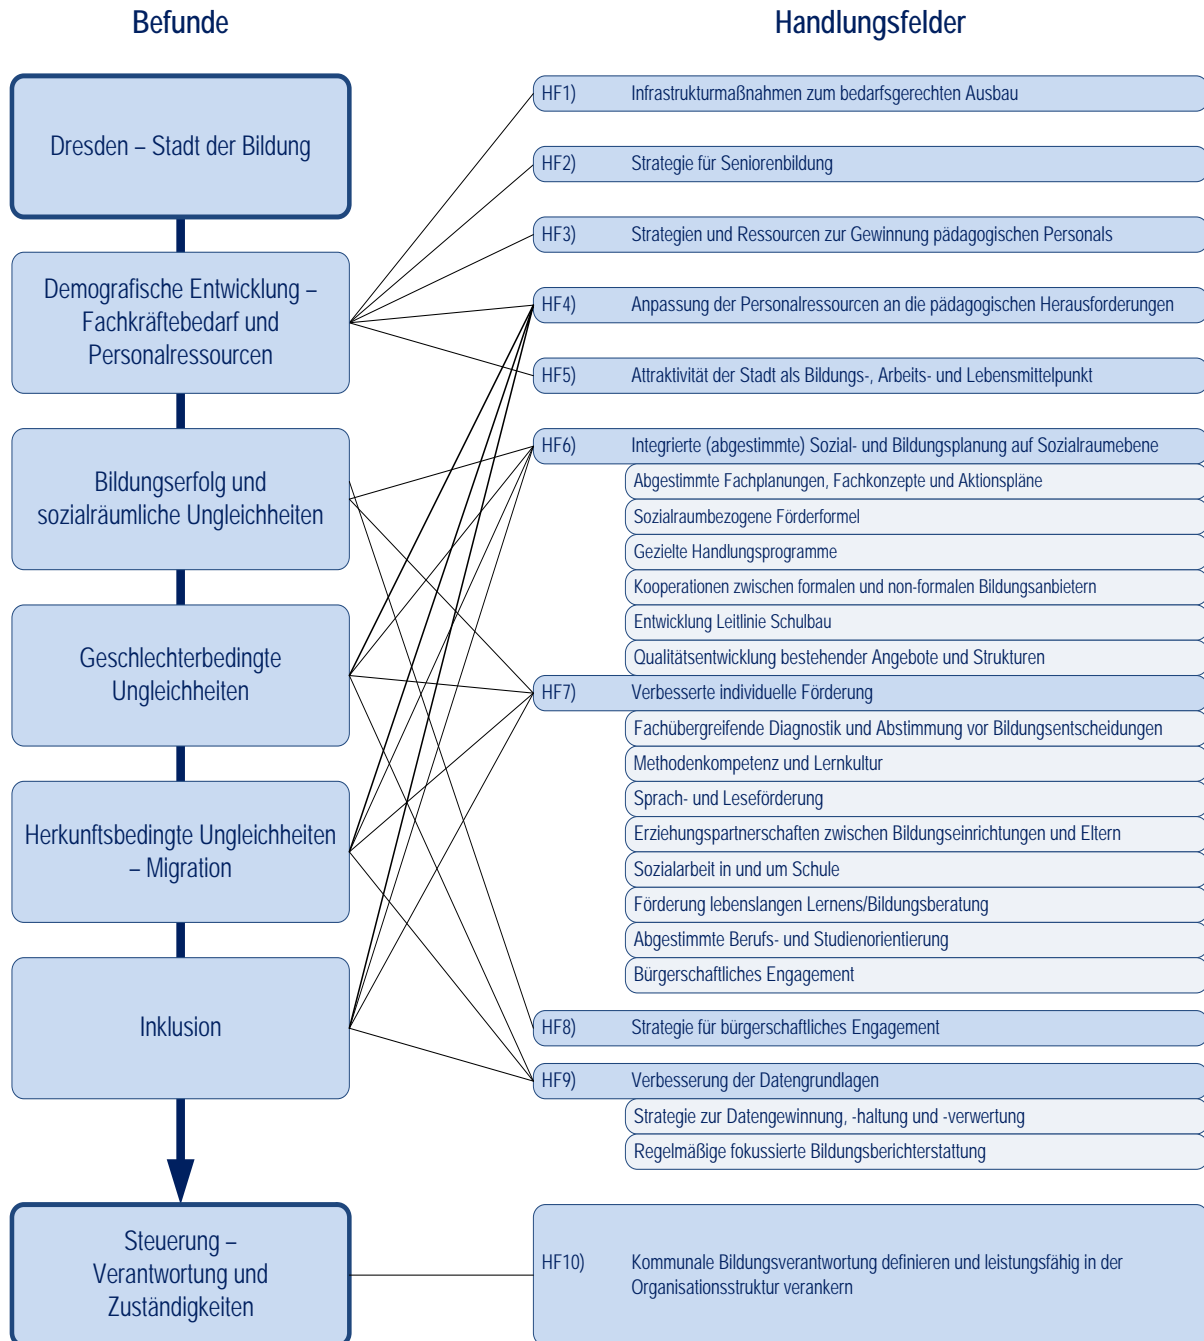 Befunde
Handlungsfelder
Dresden – Stadt der Bildung
Demografische Entwicklung –
Fachkräftebedarf und
Personalressourcen
Bildungserfolg und
sozialräumliche Ungleichheiten
Geschlechterbedingte
Ungleichheiten
Herkunftsbedingte Ungleichheiten
– Migration
Inklusion
Steuerung –
Verantwortung und
Zuständigkeiten
HF1) Infrastrukturmaßnahmen zum bedarfsgerechten Ausbau
HF2) Strategie für Seniorenbildung
HF3) Strategien und Ressourcen zur Gewinnung pädagogischen Personals
HF4) Anpassung der Personalressourcen an die pädagogischen Herausforderungen
HF5) Attraktivität der Stadt als Bildungs-, Arbeits- und Lebensmittelpunkt
HF6) Integrierte (abgestimmte) Sozial- und Bildungsplanung auf Sozialraumebene
Abgestimmte Fachplanungen, Fachkonzepte und Aktionspläne
Sozialraumbezogene Förderformel
Gezielte Handlungsprogramme
Kooperationen zwischen formalen und non-formalen Bildungsanbietern
Entwicklung Leitlinie Schulbau
Qualitätsentwicklung bestehender Angebote und Strukturen
HF7) Verbesserte individuelle Förderung
Fachübergreifende Diagnostik und Abstimmung vor Bildungsentscheidungen
Methodenkompetenz und Lernkultur
Sprach- und Leseförderung
Erziehungspartnerschaften zwischen Bildungseinrichtungen und Eltern
Sozialarbeit in und um Schule
Förderung lebenslangen Lernens/Bildungsberatung
Abgestimmte Berufs- und Studienorientierung
Bürgerschaftliches Engagement
HF8) Strategie für bürgerschaftliches Engagement
HF9) Verbesserung der Datengrundlagen
Strategie zur Datengewinnung, -haltung und -verwertung
Regelmäßige fokussierte Bildungsberichterstattung
HF10) Kommunale Bildungsverantwortung definieren und leistungsfähig in der
Organisationsstruktur verankern